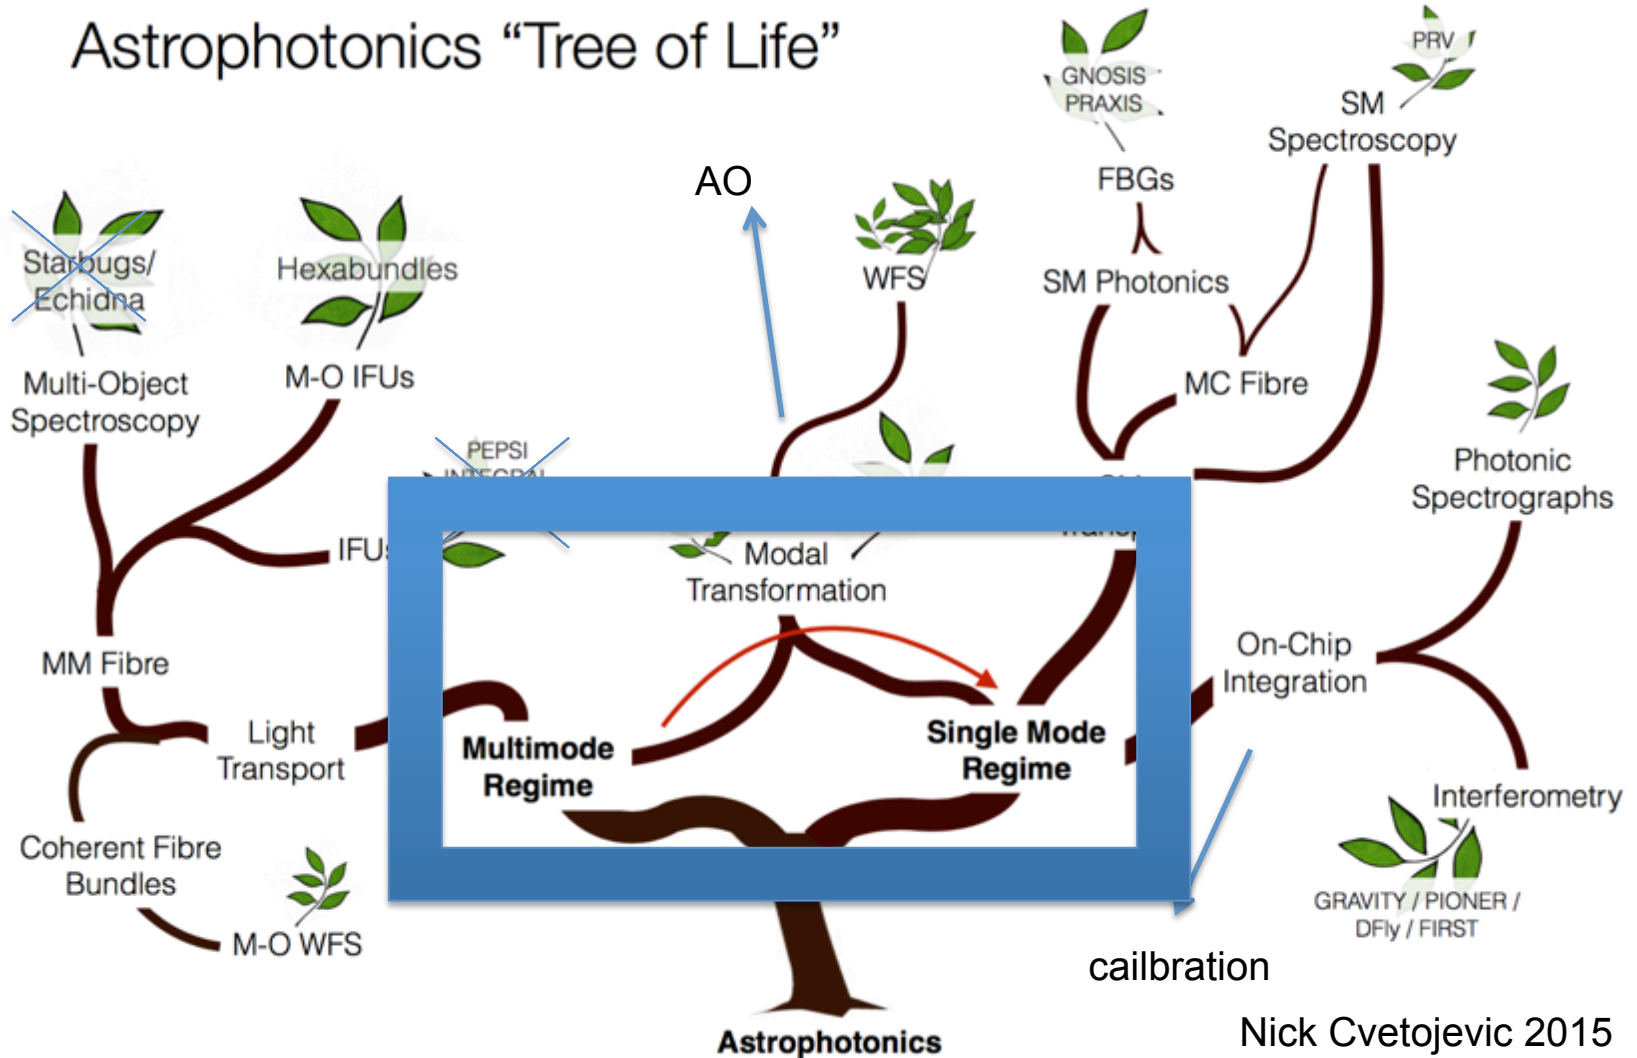 Astrophotonics “Tree of Life”
GNOSIS
PRAXIS
PRV
SM
Spectroscopy
AO
FBGs
WFS
SM Photonics
Starbugs/
Echidna
Hexabundles
Multi-Object
Spectroscopy
M-O IFUs
MC Fibre
PEPSI
Photonic
Spectrographs
IFUs
Modal
Transformation
MM Fibre
On-Chip
Integration
Light
Transport
Multimode
Regime
Single Mode
Regime
Interferometry
Coherent Fibre
Bundles
GRAVITY / PIONER /
DFly / FIRST
M-O WFS
cailbration
Astrophotonics
Nick Cvetojevic 2015